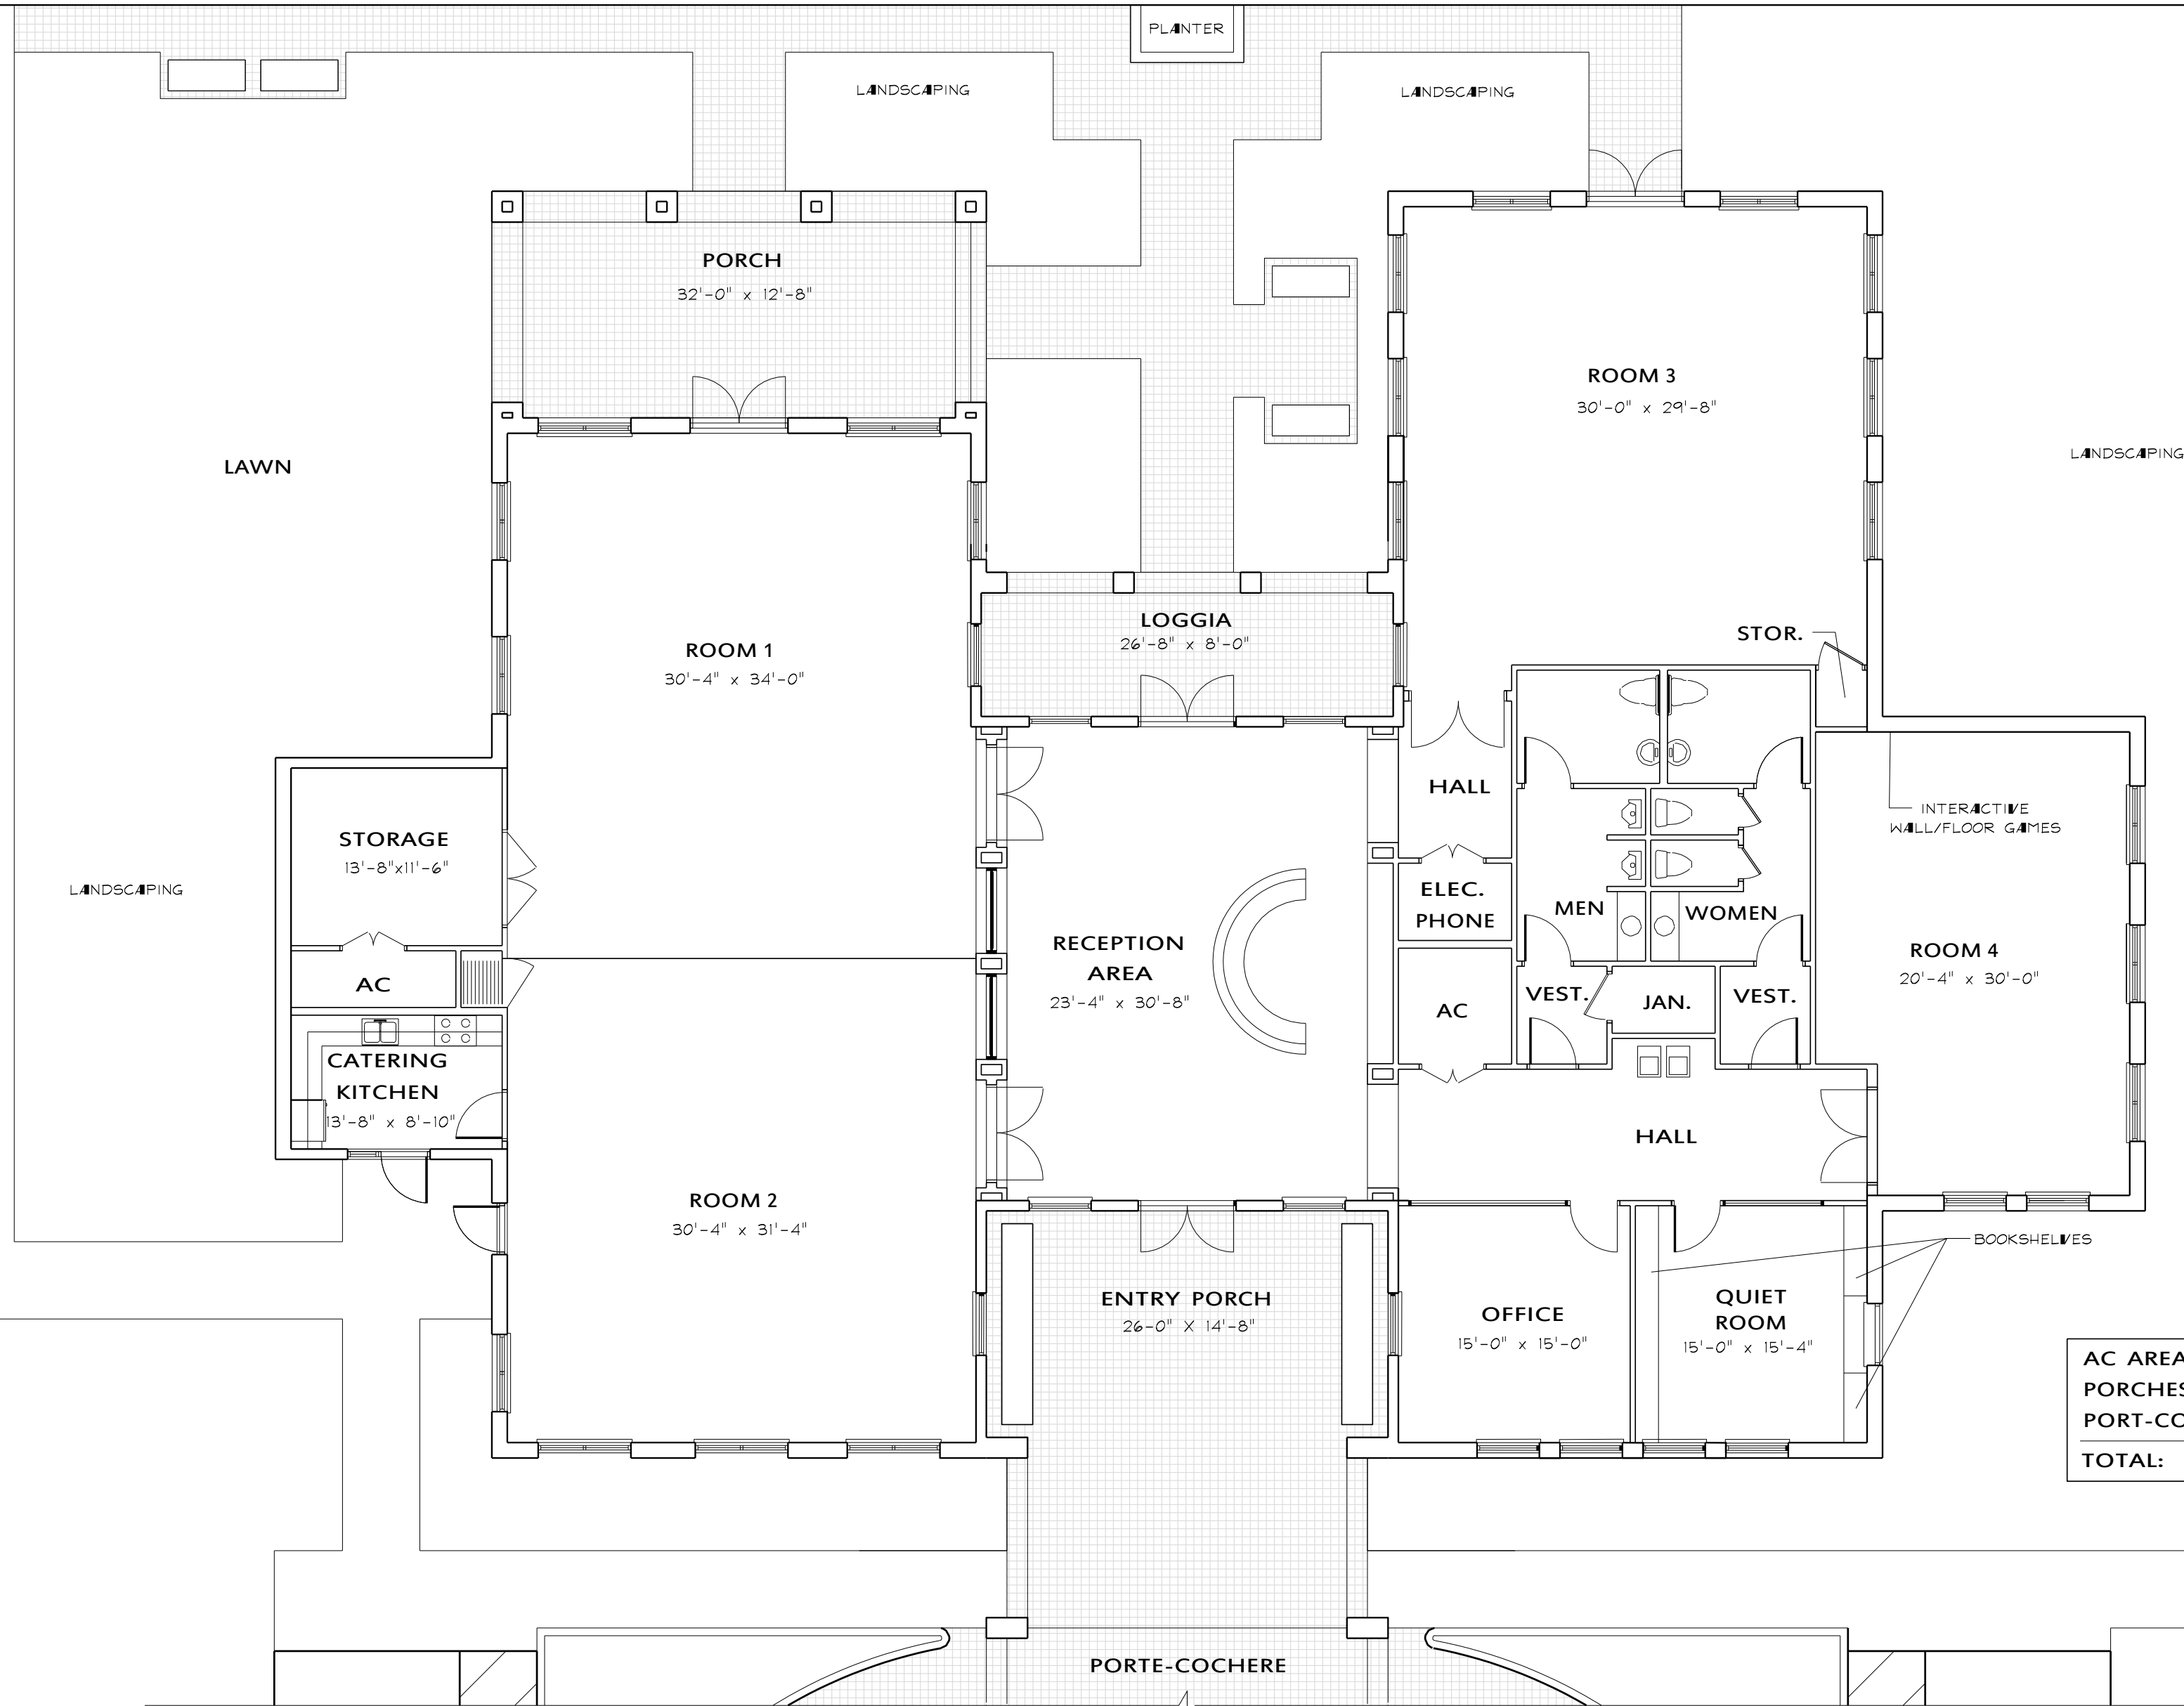 PLANTER
LANDSCAPING
LANDSCAPING
PORCH
32'-0" x 12'-8"
ROOM 3
30'-0" x 29'-8"
LAWN
LANDSCAPING
LOGGIA
26'-8" x 8'-0"
STOR.
ROOM 1
30'-4" x 34'-0"
HALL
INTERACTIVE
WALL/FLOOR GAMES
STORAGE
13'-8"x11'-6"
LANDSCAPING
ELEC.
PHONE
MEN
WOMEN
RECEPTION
AREA
23'-4" x 30'-8"
ROOM 4
20'-4" x 30'-0"
AC
AC
VEST.
JAN.
VEST.
CATERING
KITCHEN
13'-8" x 8'-10"
HALL
ROOM 2
30'-4" x 31'-4"
BOOKSHELVES
ENTRY PORCH
26-0" X 14'-8"
OFFICE
15'-0" x 15'-0"
QUIET
ROOM
15'-0" x 15'-4"
AC AREA
PORCHES
PORT-CO
TOTAL:
PORTE-COCHERE